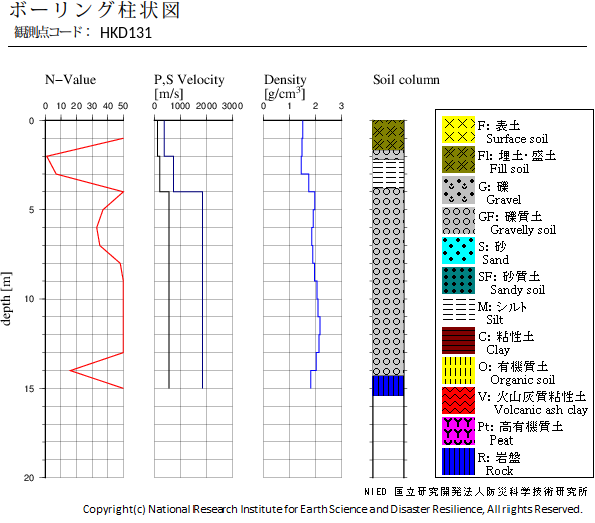 ボーリング柱状図
観測点コード： HKD131
N−Value
P,S Velocity
[m/s]
Density
[g/cm3]
Soil column
0 10 20 30 40 50
0 1000 2000 3000
0 1 2 3
0
5
10
15
20
depth [m]
F: 表土
Surface soil
Fl: 埋土・盛土
Fill soil
G: 礫
Gravel
GF: 礫質土
Gravelly soil
S: 砂
Sand
SF: 砂質土
Sandy soil
M: シルト
Silt
C: 粘性土
Clay
O: 有機質土
Organic soil
V: 火山灰質粘性土
Volcanic ash clay
Pt: 高有機質土
Peat
R: 岩盤
Rock
NIED 国立研究開発法人防災科学技術研究所
Copyright(c) National Research Institute for Earth Science and Disaster Resilience, All rights Reserved.